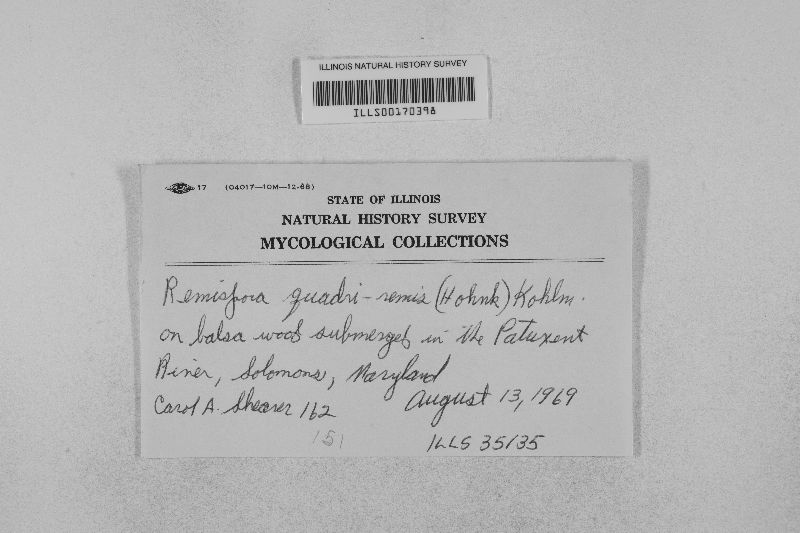 ILLINOIS NATURAL HISTORY SURVEY
ILLS00170398
17 (04017—10M—12-68)
STATE OF ILLINOIS
NATURAL HISTORY SURVEY
MYCOLOGICAL COLLECTIONS
Remispora quadri-remis (Hohnk) Kohlm.
on balsa wood submerged in the Patuxent
River, Solomons, Maryland
Carol A. Shearer 162 August 13, 1969
151
ILLS 35135